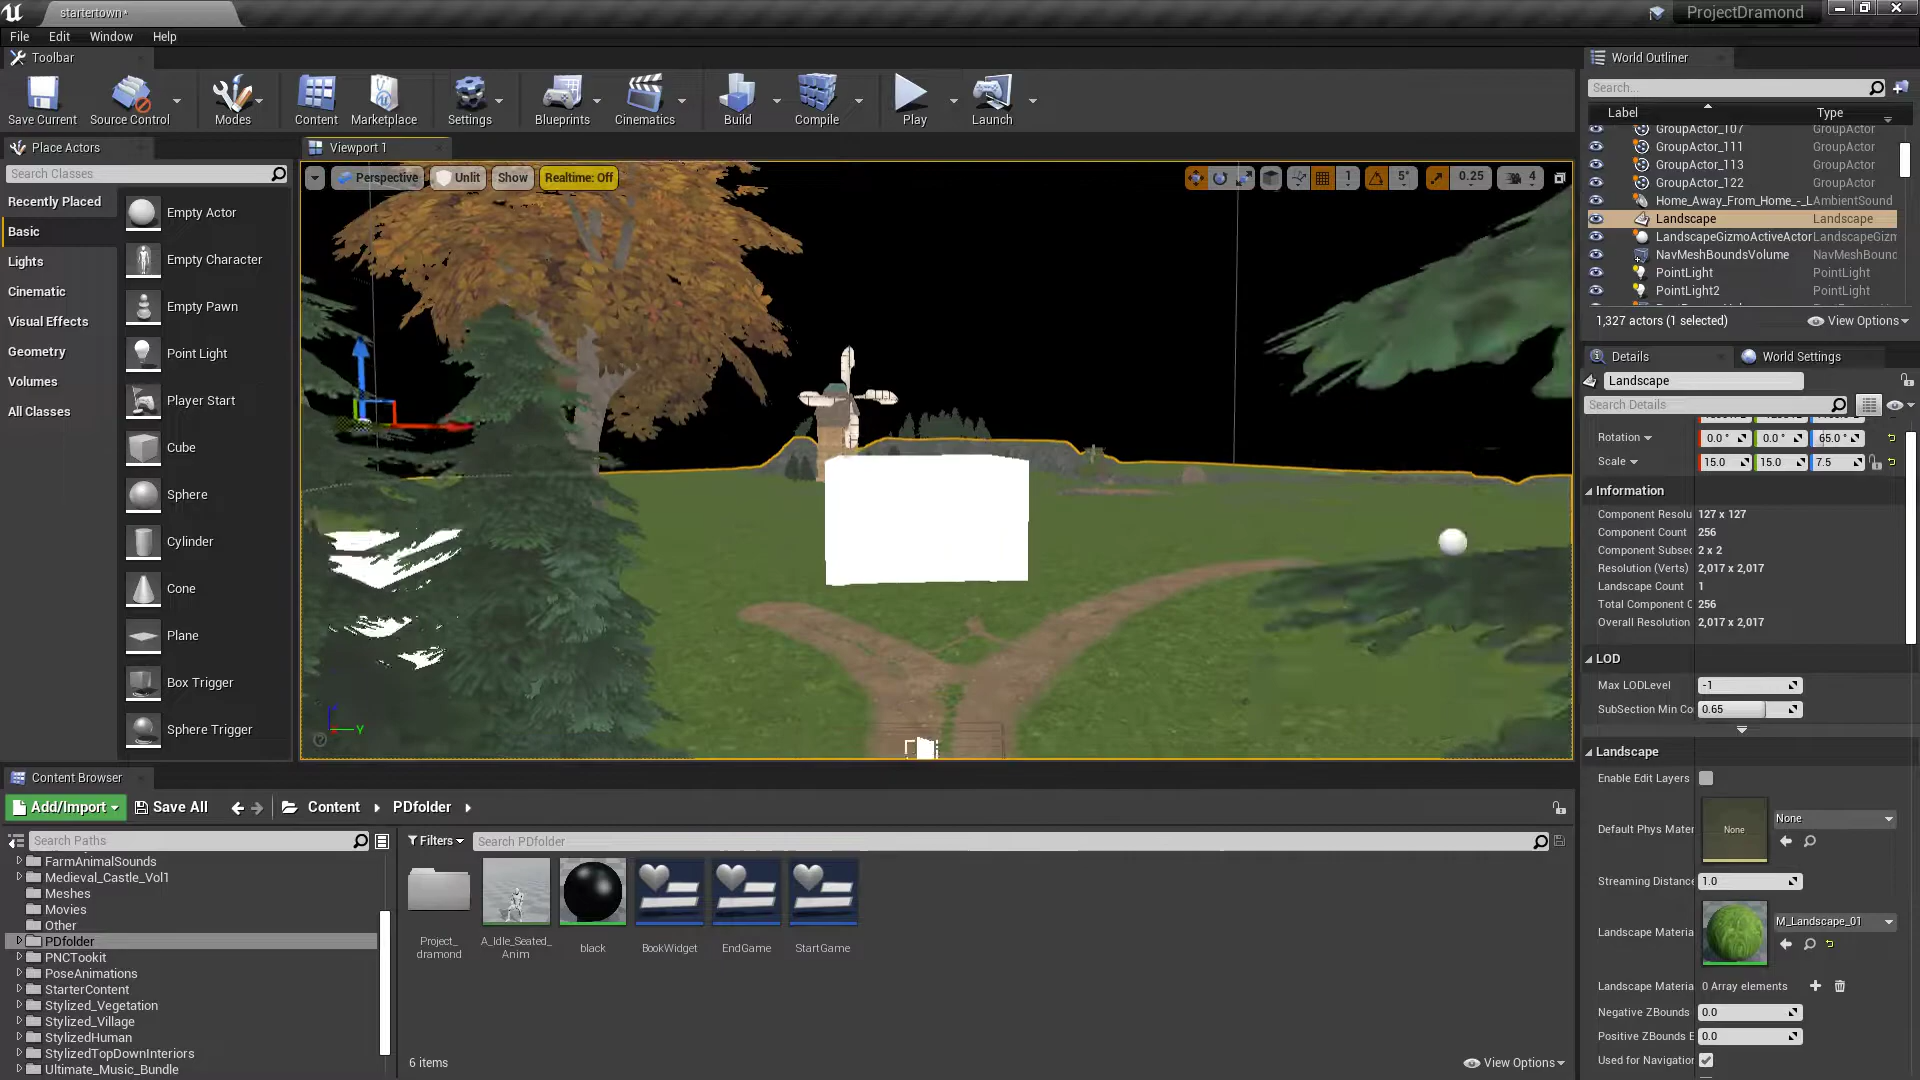 startertown*
ProjectDramond
File Edit Window Help
Toolbar
Save Current
Source Control
Modes
Content
Marketplace
Settings
Blueprints
Cinematics
Build
Compile
Play
Launch
Place Actors
Search Classes
Recently Placed
Basic
Lights
Cinematic
Visual Effects
Geometry
Volumes
All Classes
Empty Actor
Empty Character
Empty Pawn
Point Light
Player Start
Cube
Sphere
Cylinder
Cone
Plane
Box Trigger
Sphere Trigger
Viewport 1
Perspective Unlit Show Realtime: Off
1 5° 0.25 4
Y
World Outliner
Search...
Label Type
GroupActor_107 GroupActor
GroupActor_111 GroupActor
GroupActor_113 GroupActor
GroupActor_122 GroupActor
Home_Away_From_Home_-_L AmbientSound
Landscape Landscape
LandscapeGizmoActiveActor LandscapeGizm
NavMeshBoundsVolume NavMeshBound
PointLight PointLight
PointLight2 PointLight
1,327 actors (1 selected) View Options
Details World Settings
Landscape
Search Details
Rotation 0.0° 0.0° 65.0°
Scale 15.0 15.0 7.5
Information
Component Resolu 127 x 127
Component Count 256
Component Subsec 2 x 2
Resolution (Verts) 2,017 x 2,017
Landscape Count 1
Total Component C 256
Overall Resolution 2,017 x 2,017
LOD
Max LODLevel -1
SubSection Min Co 0.65
Landscape
Enable Edit Layers
Default Phys Mater None None
Streaming Distance 1.0
Landscape Materia M_Landscape_01
Landscape Materia 0 Array elements
Negative ZBounds 0.0
Positive ZBounds E 0.0
Used for Navigation
Content Browser
Add/Import Save All Content PDfolder
Search Paths
FarmAnimalSounds
Medieval_Castle_Vol1
Meshes
Movies
Other
PDfolder
PNCTookit
PoseAnimations
StarterContent
Stylized_Vegetation
Stylized_Village
StylizedHuman
StylizedTopDownInteriors
Ultimate_Music_Bundle
Filters Search PDfolder
Project_
dramond
A_Idle_Seated_
Anim
black
BookWidget
EndGame
StartGame
6 items View Options